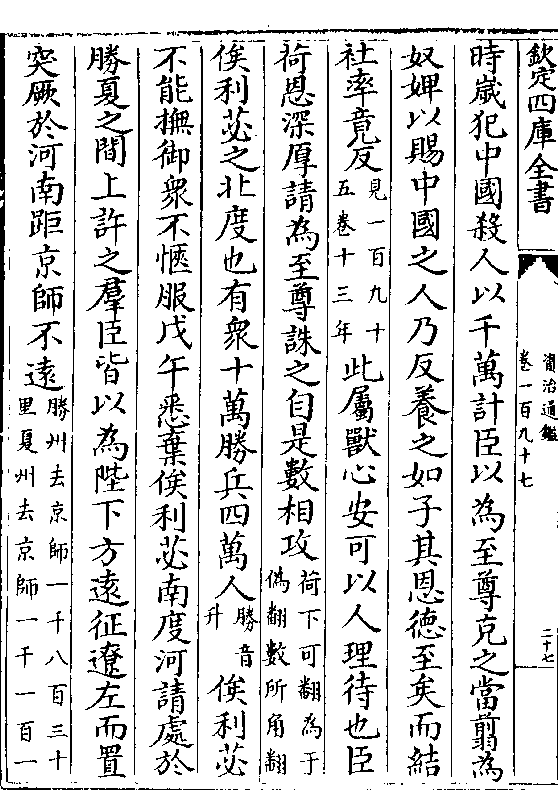 欽定四庫全書
資治通鑑
卷一百九十七
二十七
時歲犯中國殺人以千萬計臣以為至尊克之當翦為
奴婢以賜中國之人乃反養之如子其恩德至矣而結
社率竟反
見一百九十
五卷十三年
此屬獸心安可以人理待也臣
荷恩深厚請為至尊誅之自是數相攻
荷下可翻為于
偽翻數所角翻
俟利苾之北度也有衆十萬勝兵四萬人
勝音
升
俟利苾
不能撫御衆不愜服戊午悉棄俟利苾南度河請處於
勝夏之間上許之羣臣皆以為陛下方遠征遼左而置
突厥於河南距京師不遠
勝州去京師一千八百三十
里夏州去京師一千一百一